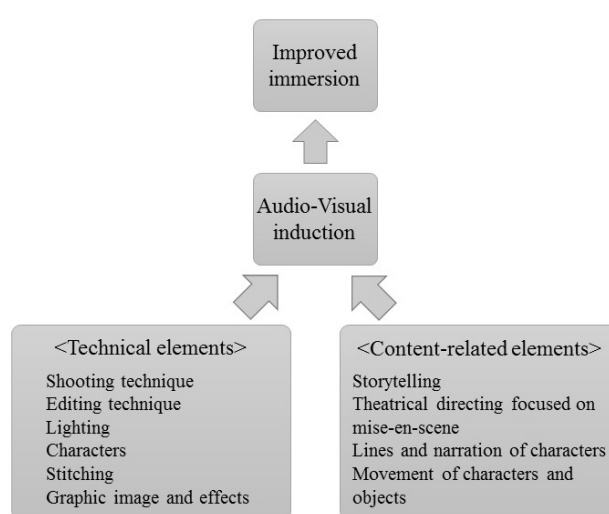 Improved
immersion
Audio-Visual
induction
<Technical elements>
Shooting technique
Editing technique
Lighting
Characters
Stitching
Graphic image and effects
<Content-related elements>
Storytelling
Theatrical directing focused on
mise-en-scene
Lines and narration of characters
Movement of characters and
objects